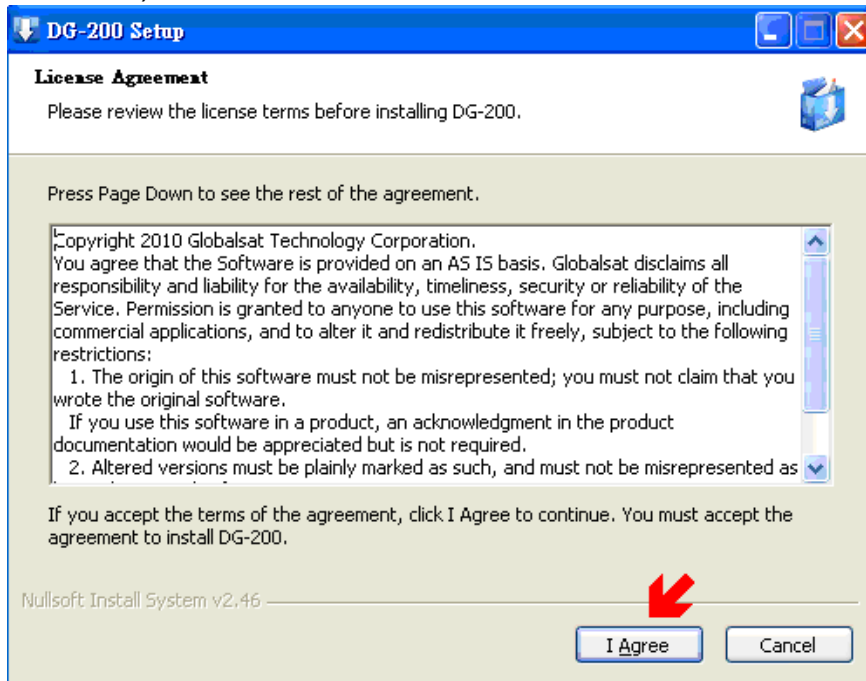 DG-200 Setup
License Agreement
Please review the license terms before installing DG-200.
Press Page Down to see the rest of the agreement.
Copyright 2010 Globalsat Technology Corporation.
You agree that the Software is provided on an AS IS basis. Globalsat disclaims all
responsibility and liability for the availability, timeliness, security or reliability of the
Service. Permission is granted to anyone to use this software for any purpose, including
commercial applications, and to alter it and redistribute it freely, subject to the following
restrictions:
1. The origin of this software must not be misrepresented; you must not claim that you
wrote the original software.
If you use this software in a product, an acknowledgment in the product
documentation would be appreciated but is not required.
2. Altered versions must be plainly marked as such, and must not be misrepresented as
If you accept the terms of the agreement, click I Agree to continue. You must accept the
agreement to install DG-200.
Nullsoft Install System v2.46
I Agree
Cancel